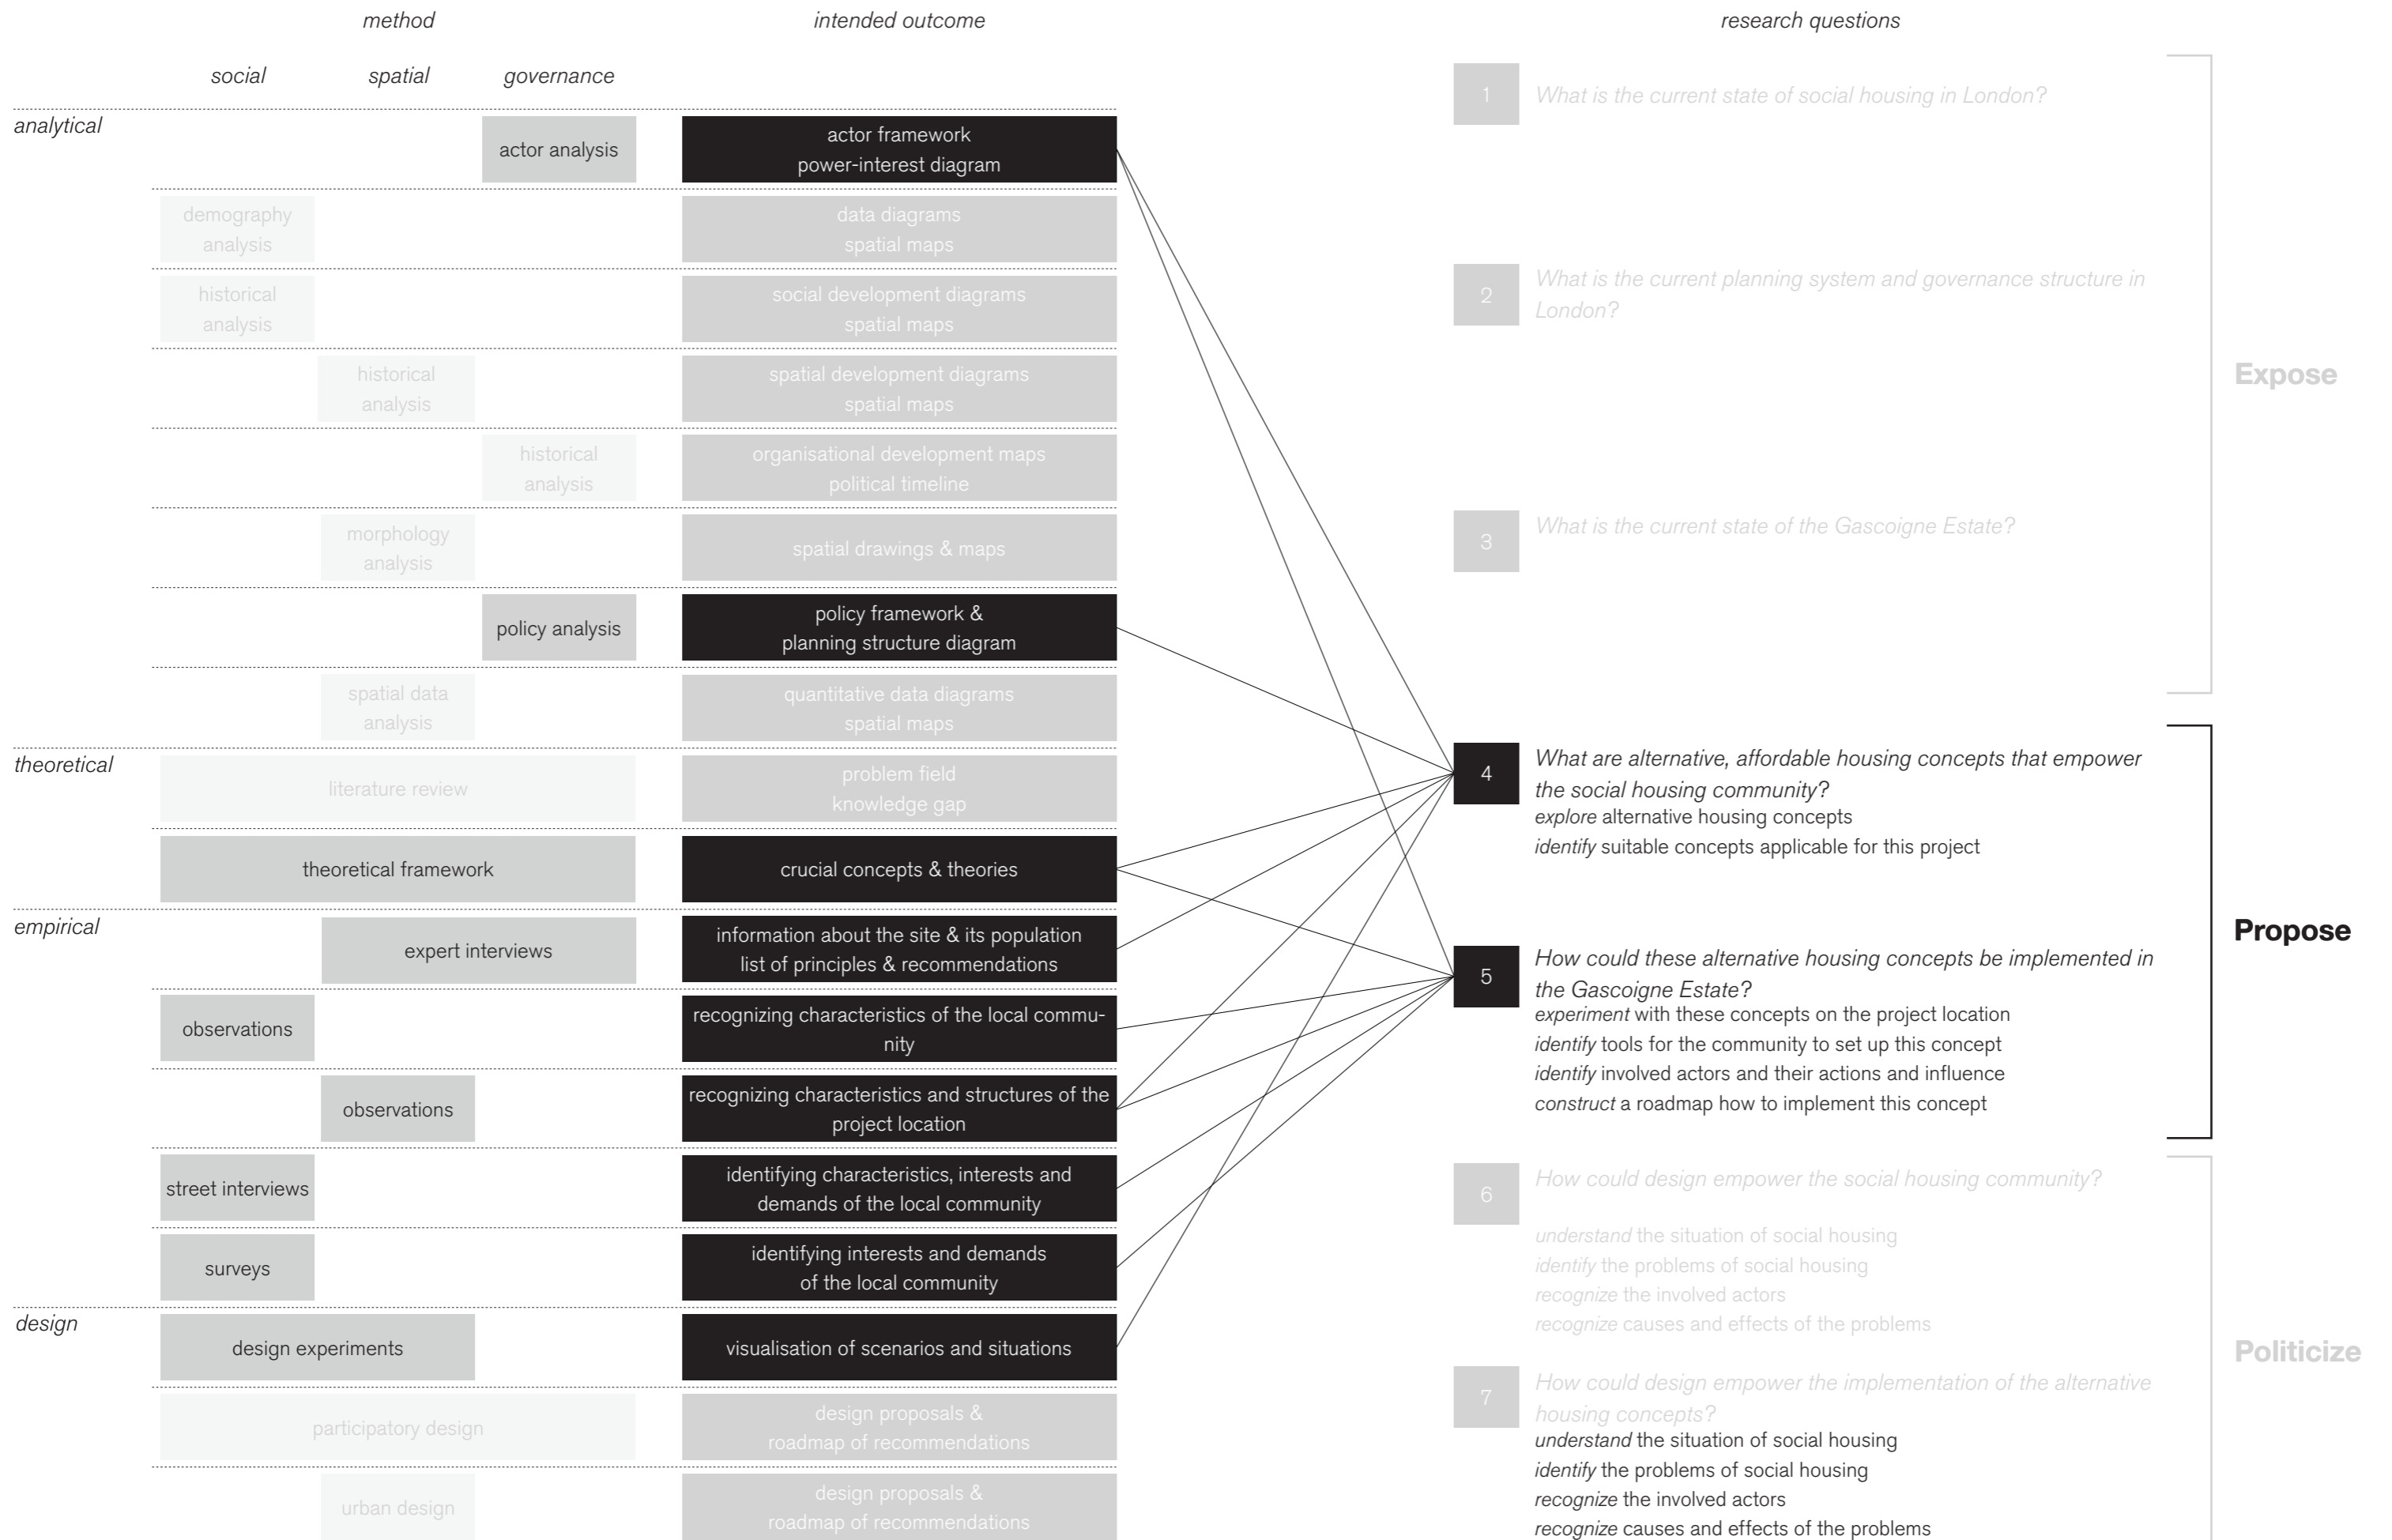 method
intended outcome
research questions
social
spatial
governance
analytical
actor analysis
actor framework
power-interest diagram
demography
analysis
data diagrams
spatial maps
historical
analysis
social development diagrams
spatial maps
historical
analysis
spatial development diagrams
spatial maps
historical
analysis
organisational development maps
political timeline
morphology
analysis
spatial drawings & maps
policy analysis
policy framework &
planning structure diagram
spatial data
analysis
quantitative data diagrams
spatial maps
theoretical
literature review
problem field
knowledge gap
theoretical framework
crucial concepts & theories
empirical
expert interviews
information about the site & its population
list of principles & recommendations
observations
recognizing characteristics of the local commu-
nity
observations
recognizing characteristics and structures of the
project location
street interviews
identifying characteristics, interests and
demands of the local community
surveys
identifying interests and demands
of the local community
design
design experiments
visualisation of scenarios and situations
participatory design
design proposals &
roadmap of recommendations
urban design
design proposals &
roadmap of recommendations
1
What is the current state of social housing in London?
2
What is the current planning system and governance structure in
London?
3
What is the current state of the Gascoigne Estate?
Expose
4
What are alternative, affordable housing concepts that empower
the social housing community?
explore alternative housing concepts
identify suitable concepts applicable for this project
5
How could these alternative housing concepts be implemented in
the Gascoigne Estate?
experiment with these concepts on the project location
identify tools for the community to set up this concept
identify involved actors and their actions and influence
construct a roadmap how to implement this concept
Propose
6
How could design empower the social housing community?
understand the situation of social housing
identify the problems of social housing
recognize the involved actors
recognize causes and effects of the problems
7
How could design empower the implementation of the alternative
housing concepts?
understand the situation of social housing
identify the problems of social housing
recognize the involved actors
recognize causes and effects of the problems
Politicize